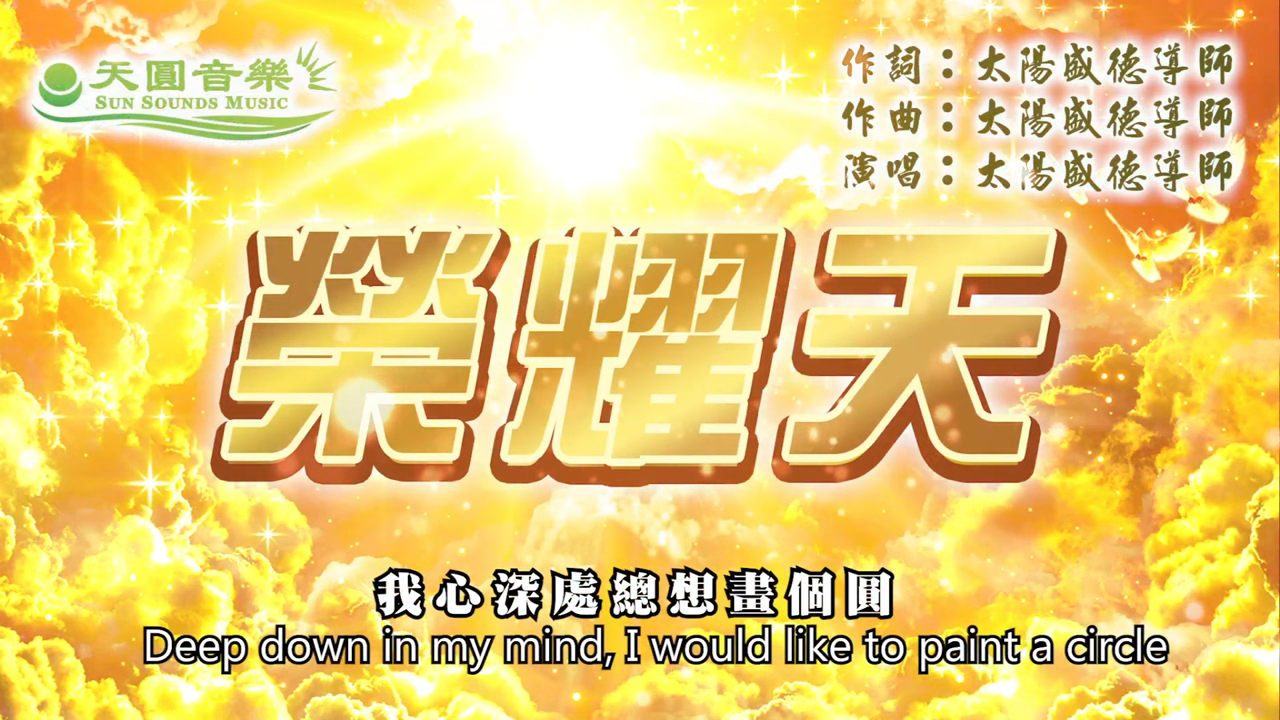 天圓音樂
SUN SOUNDS MUSIC
作詞：太陽盛德導師
作曲：太陽盛德導師
演唱：太陽盛德導師
榮耀天
我心深處總想畫個圓
Deep down in my mind, I would like to paint a circle